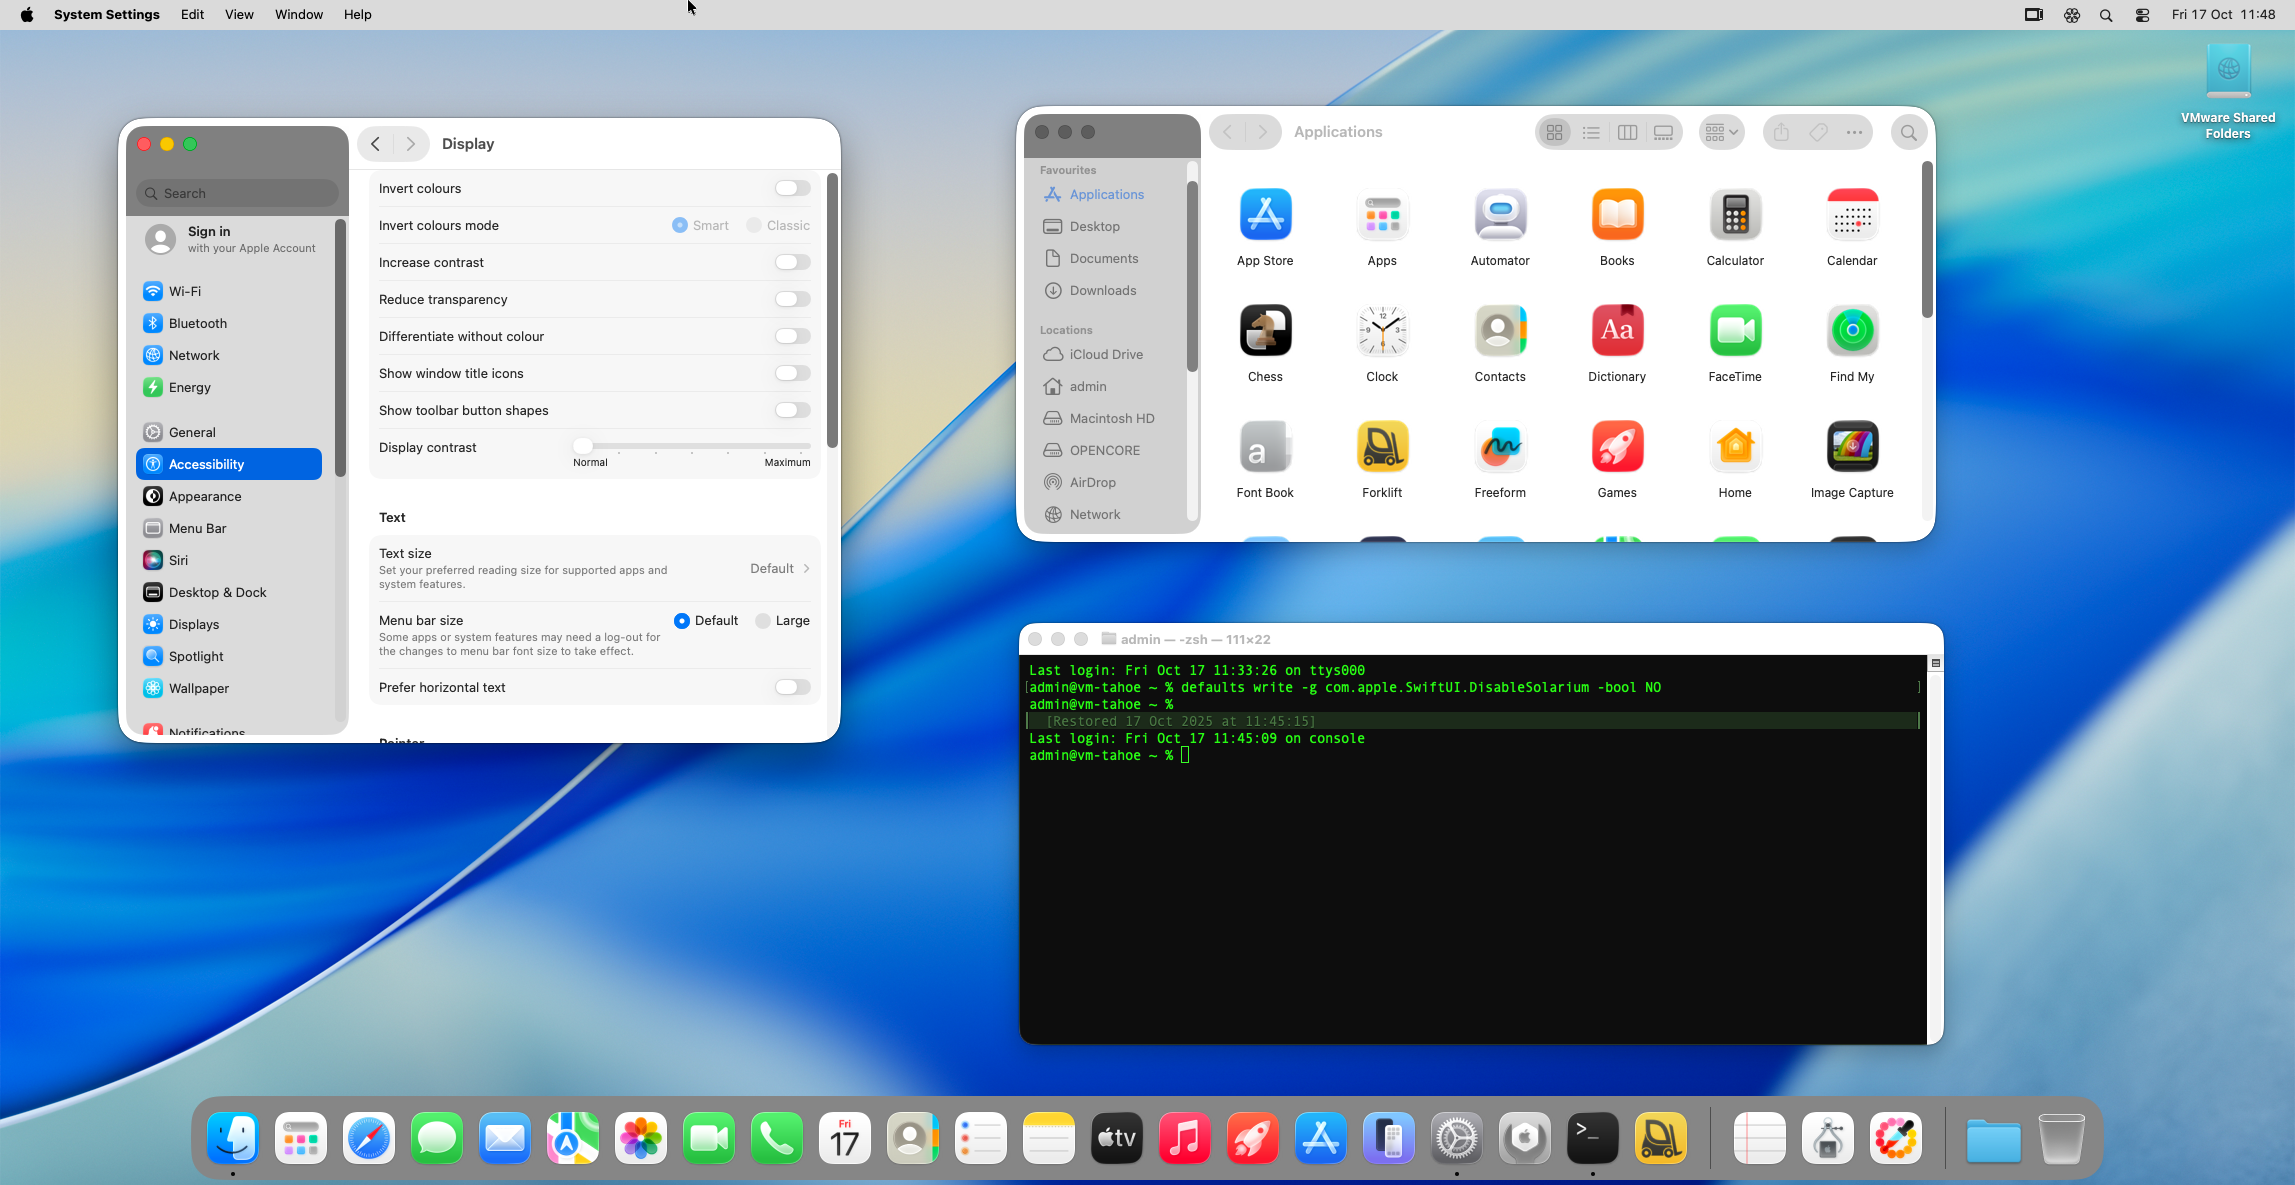 System Settings Edit View Window Help
Fri 17 Oct 11:48
VMware Shared
Folders
Search
Sign in
with your Apple Account
Wi-Fi
Bluetooth
Network
Energy
General
Accessibility
Appearance
Menu Bar
Siri
Desktop & Dock
Displays
Spotlight
Wallpaper
Notifications
Display
Invert colours
Invert colours mode Smart Classic
Increase contrast
Reduce transparency
Differentiate without colour
Show window title icons
Show toolbar button shapes
Display contrast
Normal Maximum
Text
Text size
Set your preferred reading size for supported apps and
system features.
Default
Menu bar size Default Large
Some apps or system features may need a log-out for
the changes to menu bar font size to take effect.
Prefer horizontal text
Pointer
Applications
Favourites
Applications
Desktop
Documents
Downloads
Locations
iCloud Drive
admin
Macintosh HD
OPENCORE
AirDrop
Network
App Store Apps Automator Books Calculator Calendar
Chess Clock Contacts Dictionary FaceTime Find My
Font Book Forklift Freeform Games Home Image Capture
admin — -zsh — 111×22
Last login: Fri Oct 17 11:33:26 on ttys000
[admin@vm-tahoe ~ % defaults write -g com.apple.SwiftUI.DisableSolarium -bool NO ]
admin@vm-tahoe ~ %
[Restored 17 Oct 2025 at 11:45:15]
Last login: Fri Oct 17 11:45:09 on console
admin@vm-tahoe ~ %
Fri
17
tv